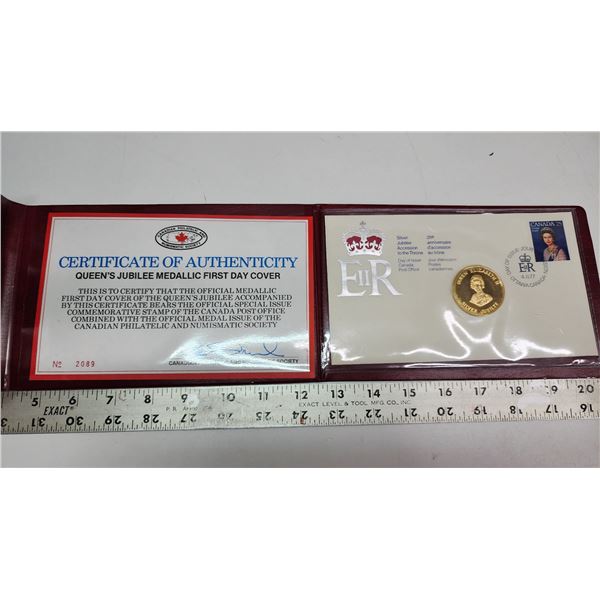 CERTIFICATE OF AUTHENTICITY
QUEEN'S JUBILEE MEDALLIC FIRST DAY COVER
THIS IS TO CERTIFY THAT THE OFFICIAL MEDALLIC
FIRST DAY COVER OF THE QUEEN'S JUBILEE ACCOMPANIED
BY THIS CERTIFICATE BEARS THE OFFICIAL SPECIAL ISSUE
COMMEMORATIVE STAMP OF THE CANADA POST OFFICE
COMBINED WITH THE OFFICIAL MEDAL ISSUE OF THE
CANADIAN PHILATELIC AND NUMISMATIC SOCIETY
No 2089
Silver
Jubilee
Accession
to the Throne
Day of Issue
Canada
Post Office
25e
anniversaire
d'accession
au trône
Jour d'émission
Postes
canadiennes
EIIR
QUEEN ELIZABETH II
SILVER JUBILEE
CANADA 25
EIIR
OTTAWA, CANADA
5 6 7 8 9 10 11 12 13 14 15 16 17 18 19 20
EXACT
EXACT LEVEL & TOOL MFG. CO., INC.
31 30 29 28 27 26 25 24 23 22 21 20 19 18 17 16